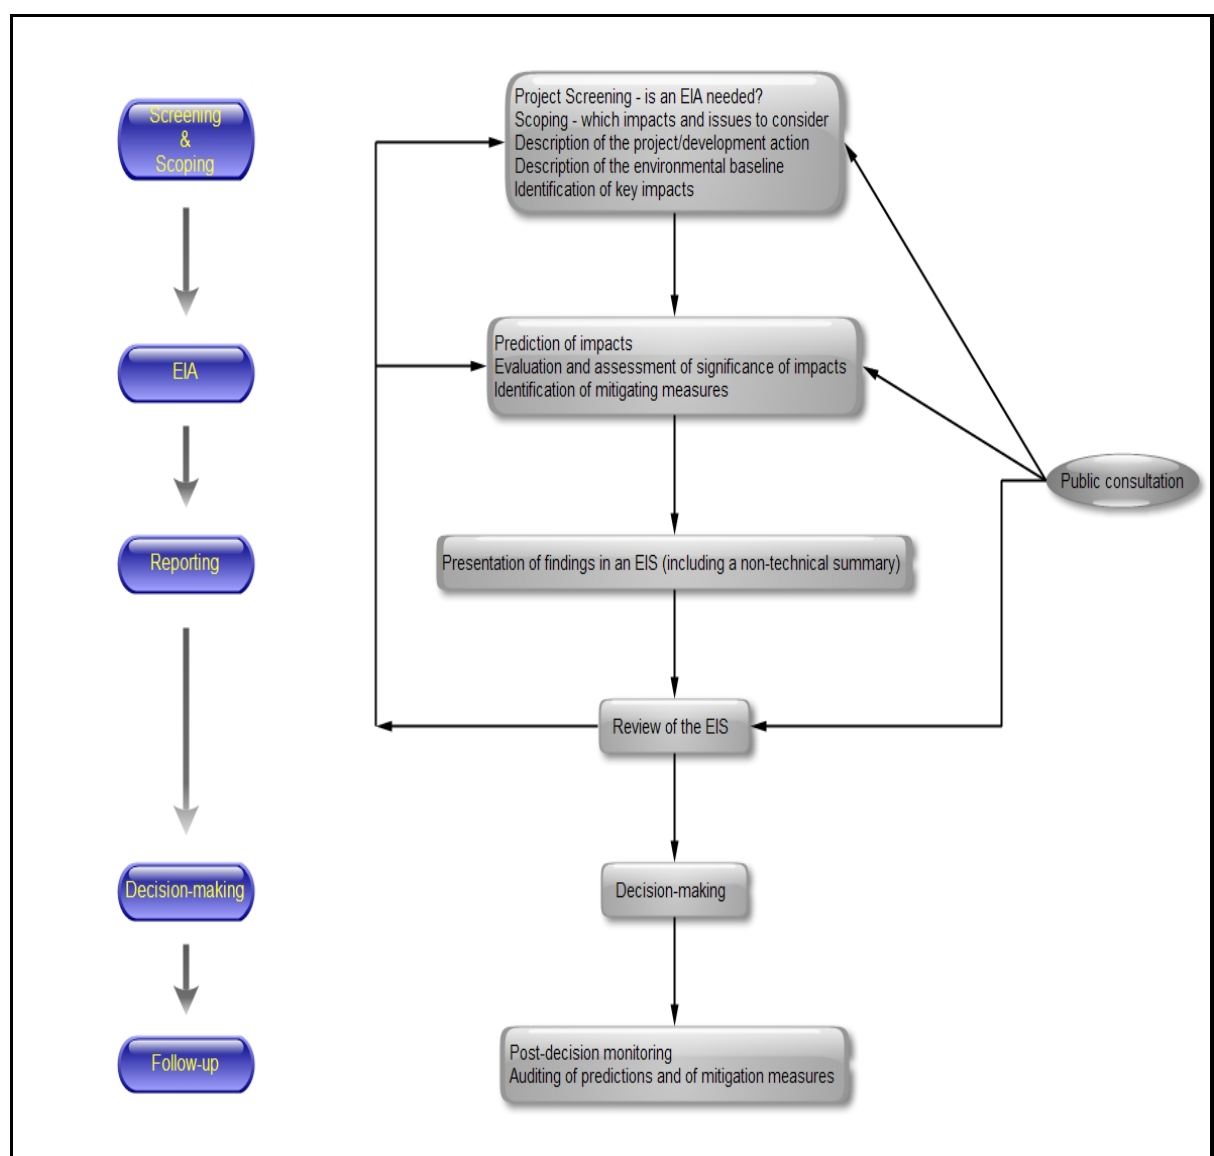 Screening
&
Scoping
Project Screening - is an EIA needed?
Scoping - which impacts and issues to consider
Description of the project/development action
Description of the environmental baseline
Identification of key impacts
EIA
Prediction of impacts
Evaluation and assessment of significance of impacts
Identification of mitigating measures
Public consultation
Reporting
Presentation of findings in an EIS (including a non-technical summary)
Review of the EIS
Decision-making
Decision-making
Follow-up
Post-decision monitoring
Auditing of predictions and of mitigation measures